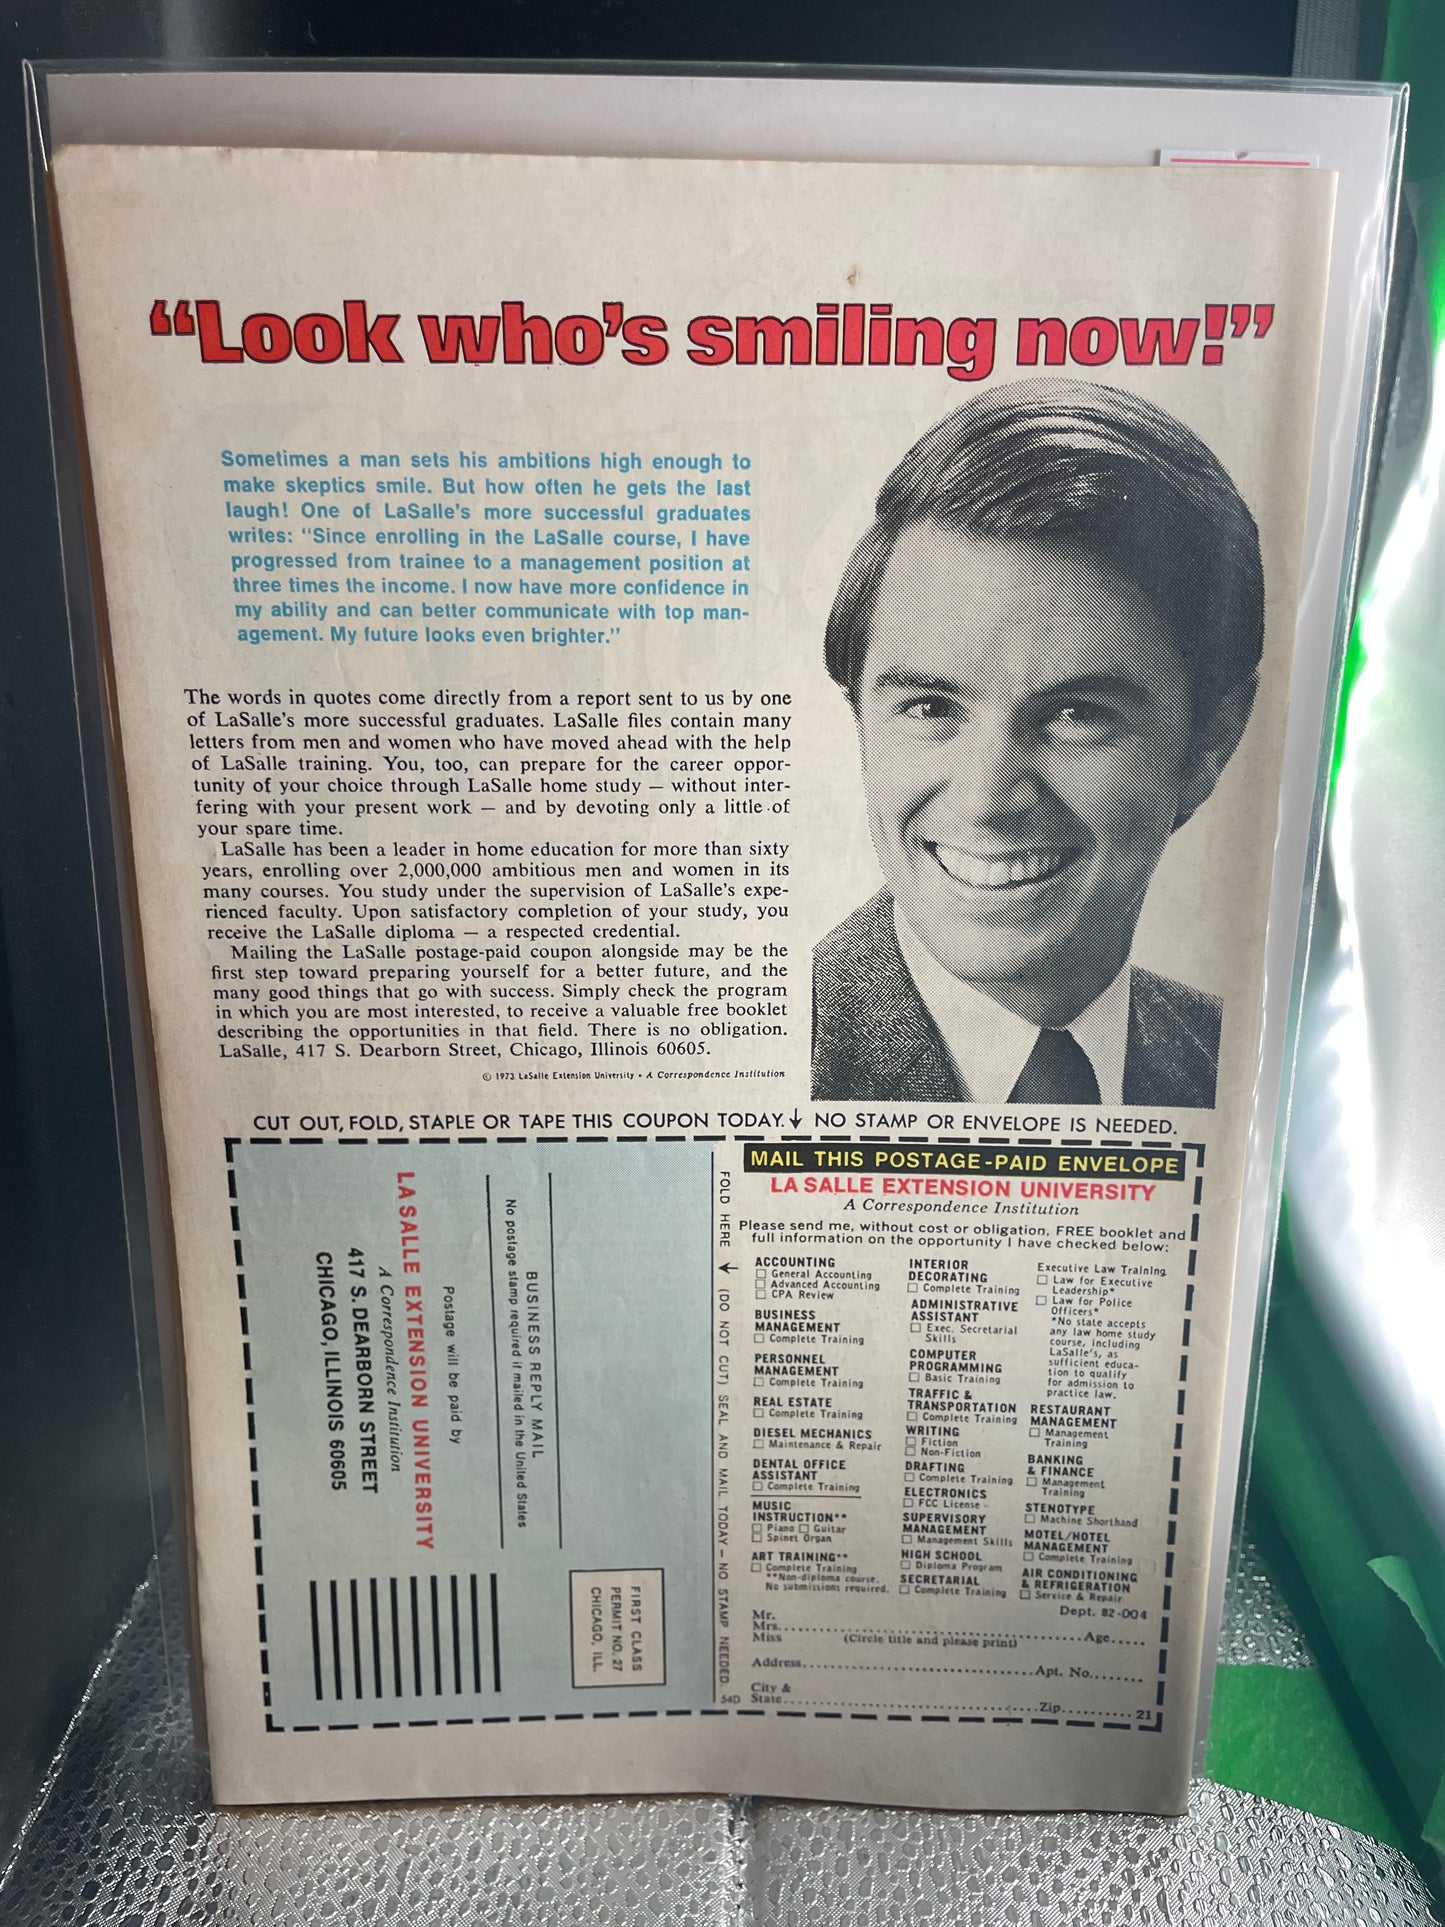 “Look who’s smiling now!”
Sometimes a man sets his ambitions high enough to
make skeptics smile. But how often he gets the last
laugh! One of LaSalle’s more successful graduates
writes: “Since enrolling in the LaSalle course, I have
progressed from trainee to a management position at
three times the income. I now have more confidence in
my ability and can better communicate with top man-
agement. My future looks even brighter.”
The words in quotes come directly from a report sent to us by one
of LaSalle’s more successful graduates. LaSalle files contain many
letters from men and women who have moved ahead with the help
of LaSalle training. You, too, can prepare for the career oppor-
tunity of your choice through LaSalle home study — without inter-
fering with your present work — and by devoting only a little of
your spare time.
LaSalle has been a leader in home education for more than sixty
years, enrolling over 2,000,000 ambitious men and women in its
many courses. You study under the supervision of LaSalle’s expe-
rienced faculty. Upon satisfactory completion of your study, you
receive the LaSalle diploma — a respected credential.
Mailing the LaSalle postage-paid coupon alongside may be the
first step toward preparing yourself for a better future, and the
many good things that go with success. Simply check the program
in which you are most interested, to receive a valuable free booklet
describing the opportunities in that field. There is no obligation.
LaSalle, 417 S. Dearborn Street, Chicago, Illinois 60605.
© 1973 LaSalle Extension University • A Correspondence Institution
CUT OUT, FOLD, STAPLE OR TAPE THIS COUPON TODAY. ↓ NO STAMP OR ENVELOPE IS NEEDED.
FIRST CLASS
PERMIT NO. 27
CHICAGO, ILL.
BUSINESS REPLY MAIL
No postage stamp required if mailed in the United States
Postage will be paid by
LA SALLE EXTENSION UNIVERSITY
A Correspondence Institution
417 S. DEARBORN STREET
CHICAGO, ILLINOIS 60605
FOLD HERE → (DO NOT CUT) SEAL AND MAIL TODAY — NO STAMP NEEDED.
54D
MAIL THIS POSTAGE-PAID ENVELOPE
LA SALLE EXTENSION UNIVERSITY
A Correspondence Institution
Please send me, without cost or obligation, FREE booklet and
full information on the opportunity I have checked below:
ACCOUNTING
☐ General Accounting
☐ Advanced Accounting
☐ CPA Review
BUSINESS
MANAGEMENT
☐ Complete Training
PERSONNEL
MANAGEMENT
☐ Complete Training
REAL ESTATE
☐ Complete Training
DIESEL MECHANICS
☐ Maintenance & Repair
DENTAL OFFICE
ASSISTANT
☐ Complete Training
MUSIC
INSTRUCTION**
☐ Piano ☐ Guitar
☐ Spinet Organ
ART TRAINING**
☐ Complete Training
**Non-diploma course.
No submissions required.
INTERIOR
DECORATING
☐ Complete Training
ADMINISTRATIVE
ASSISTANT
☐ Exec. Secretarial
Skills
COMPUTER
PROGRAMMING
☐ Basic Training
TRAFFIC &
TRANSPORTATION
☐ Complete Training
WRITING
☐ Fiction
☐ Non-Fiction
DRAFTING
☐ Complete Training
ELECTRONICS
☐ FCC License
SUPERVISORY
MANAGEMENT
☐ Management Skills
HIGH SCHOOL
☐ Diploma Program
SECRETARIAL
☐ Complete Training
Executive Law Training
☐ Law for Executive
Leadership*
☐ Law for Police
Officers*
*No state accepts
any law home study
course, including
LaSalle’s, as
sufficient educa-
tion to qualify
for admission to
practice law.
RESTAURANT
MANAGEMENT
☐ Management
Training
BANKING
& FINANCE
☐ Management
Training
STENOTYPE
☐ Machine Shorthand
MOTEL/HOTEL
MANAGEMENT
☐ Complete Training
AIR CONDITIONING
& REFRIGERATION
☐ Service & Repair
Dept. 82-004
Mr.
Mrs. Age
Miss (Circle title and please print)
Address Apt. No.
City &
State Zip 21